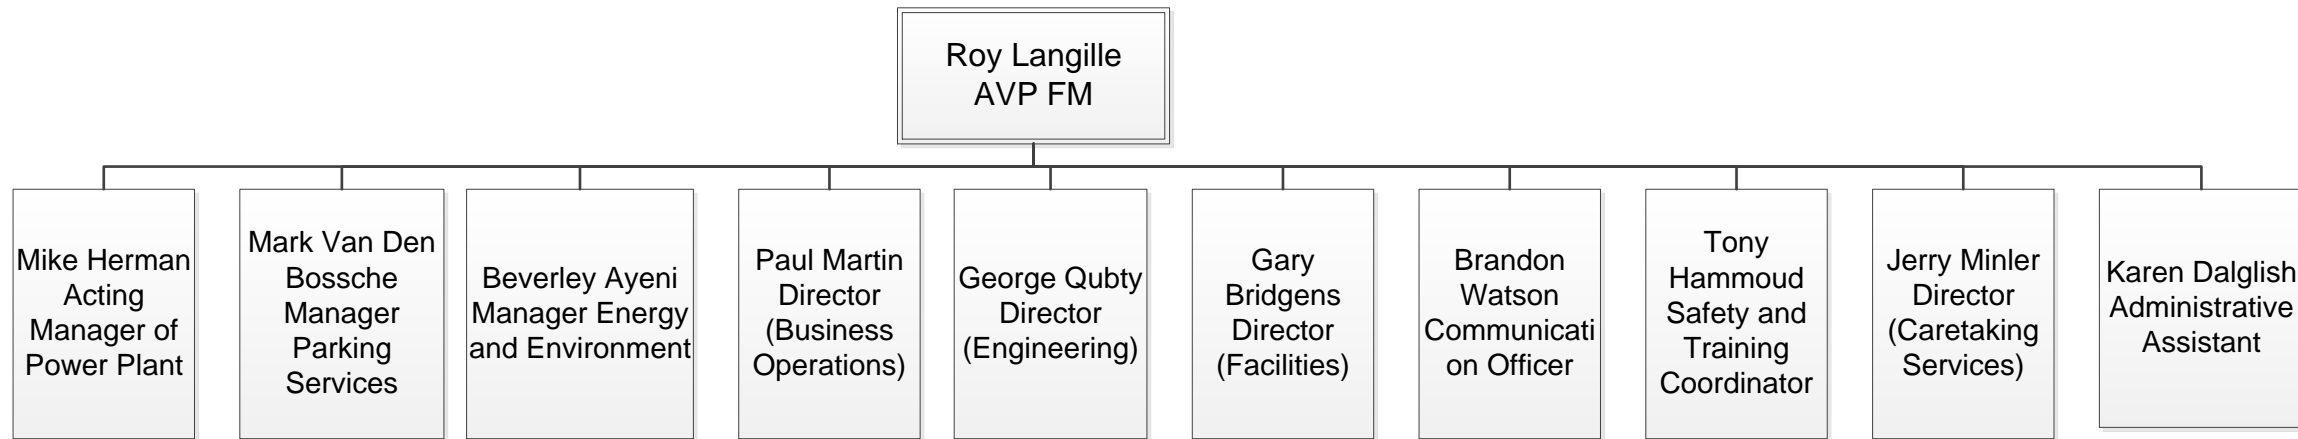 Roy Langille
AVP FM
Mike Herman
Acting
Manager of
Power Plant
Mark Van Den
Bossche
Manager
Parking
Services
Beverley Ayeni
Manager Energy
and Environment
Paul Martin
Director
(Business
Operations)
George Qubty
Director
(Engineering)
Gary
Bridgens
Director
(Facilities)
Brandon
Watson
Communicati
on Officer
Tony
Hammoud
Safety and
Training
Coordinator
Jerry Minler
Director
(Caretaking
Services)
Karen Dalglish
Administrative
Assistant